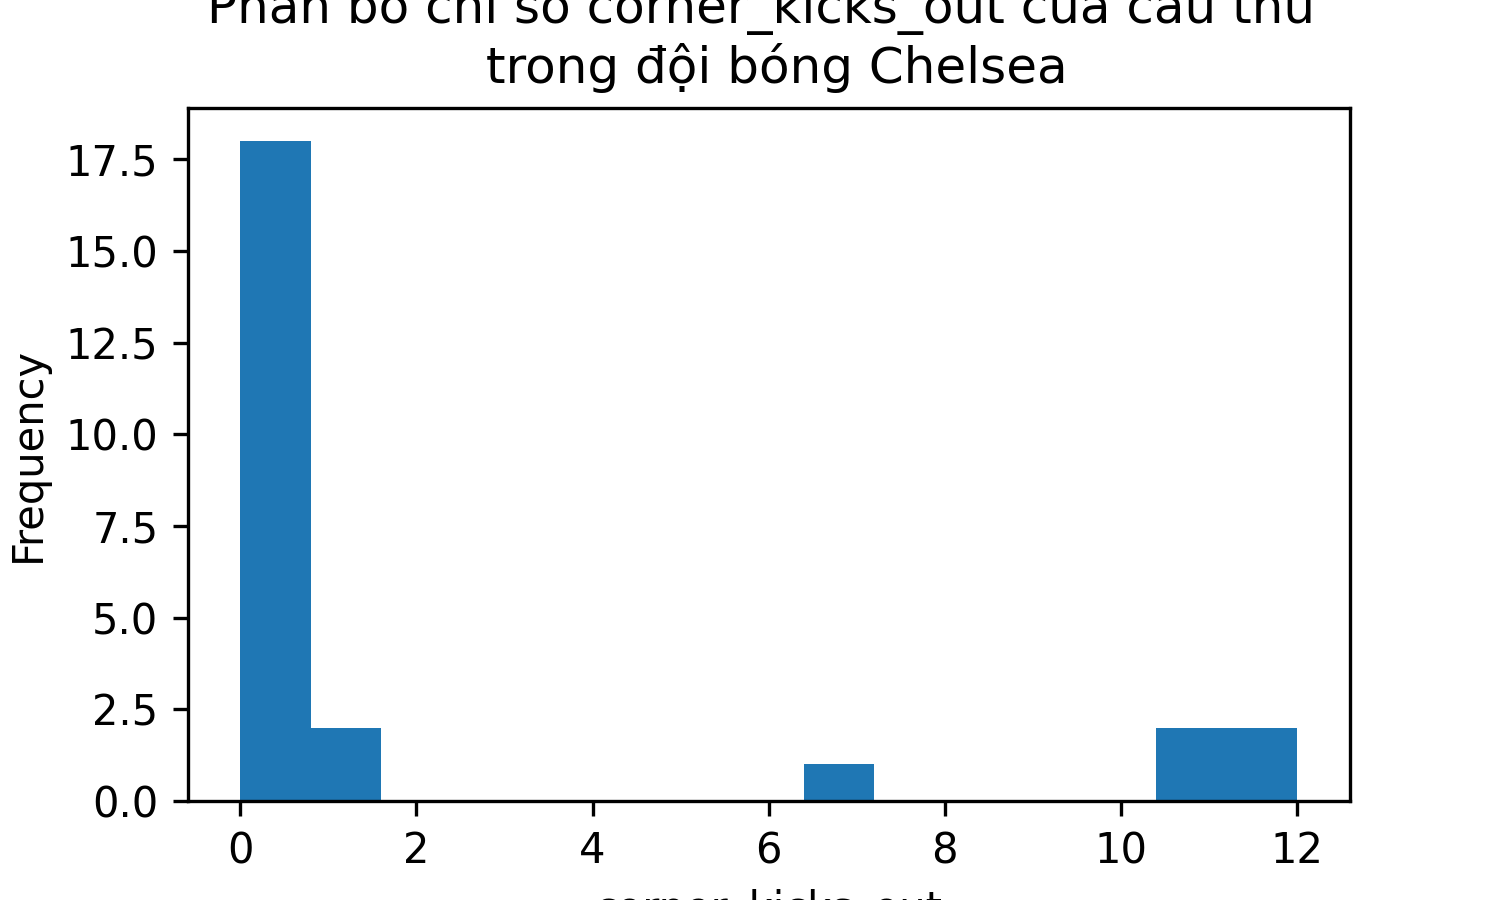 Phân bố chỉ số corner_kicks_out của cầu thủ
trong đội bóng Chelsea
17.5
15.0
12.5
10.0
7.5
5.0
2.5
0.0
Frequency
0 2 4 6 8 10 12
corner_kicks_out